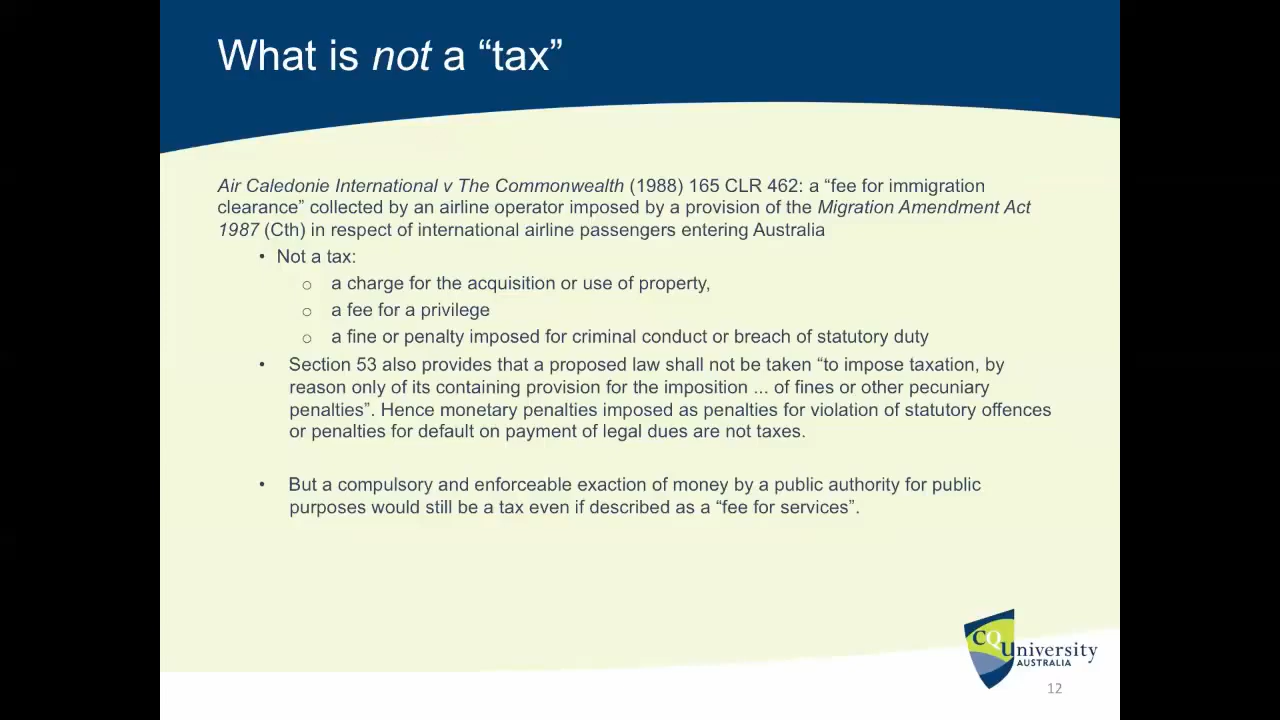 What is not a “tax”
Air Caledonie International v The Commonwealth (1988) 165 CLR 462: a “fee for immigration
clearance” collected by an airline operator imposed by a provision of the Migration Amendment Act
1987 (Cth) in respect of international airline passengers entering Australia
• Not a tax:
o a charge for the acquisition or use of property,
o a fee for a privilege
o a fine or penalty imposed for criminal conduct or breach of statutory duty
• Section 53 also provides that a proposed law shall not be taken “to impose taxation, by
reason only of its containing provision for the imposition ... of fines or other pecuniary
penalties”. Hence monetary penalties imposed as penalties for violation of statutory offences
or penalties for default on payment of legal dues are not taxes.
• But a compulsory and enforceable exaction of money by a public authority for public
purposes would still be a tax even if described as a “fee for services”.
CQUniversity
AUSTRALIA
12